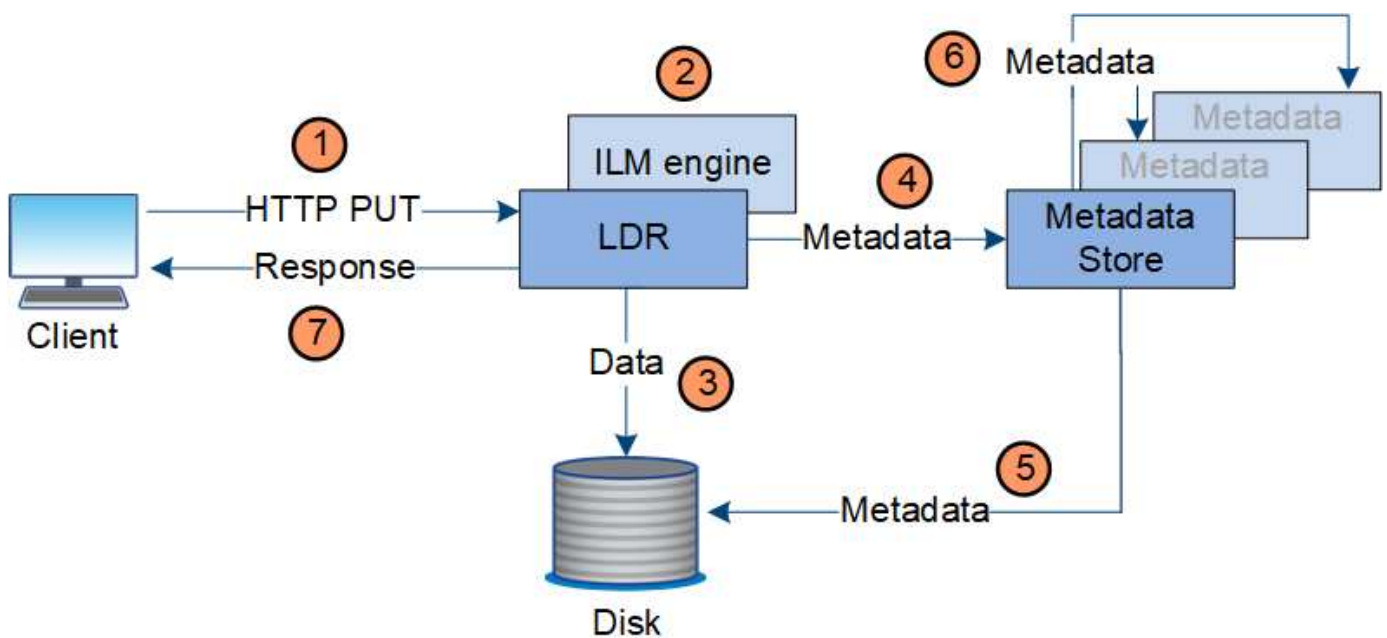 6
Metadata
2
Metadata
1
ILM engine
Metadata
4
HTTP PUT
LDR
Metadata
Metadata
Store
Response
Client
7
Data
3
5
Metadata
Disk